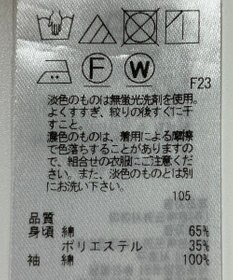 F
W
F23
淡色のものは無蛍光洗剤を使用。
よくすすぎ、絞りの後すぐに干
すこと。
濃色のものは、着用による摩擦
で色落ちすることがありますの
で、組合せの衣服にご注意くださ
い。また、淡色のものとは別
にお洗い下さい。
105
品質
身頃 綿 65%
ポリエステル 35%
袖 綿 100%